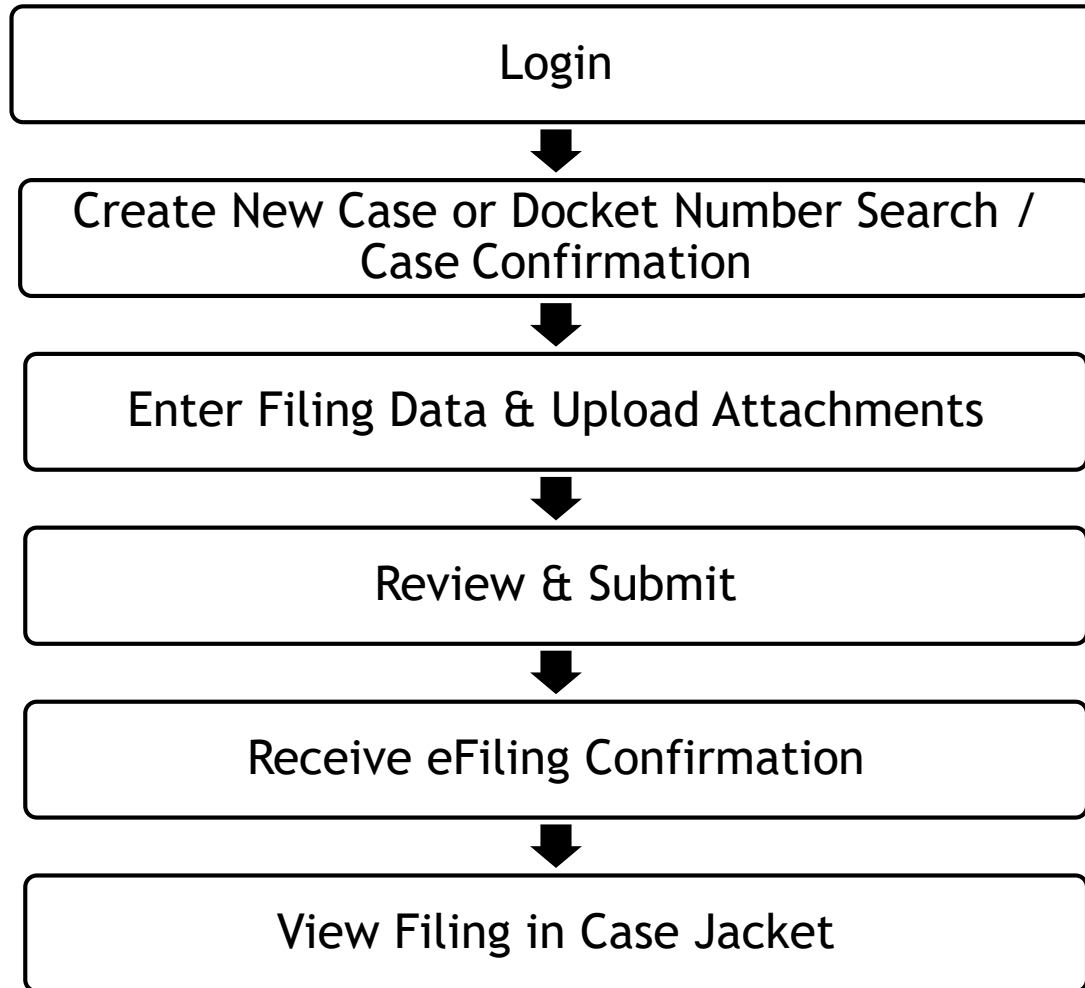 Login
Create New Case or Docket Number Search /
Case Confirmation
Enter Filing Data & Upload Attachments
Review & Submit
Receive eFiling Confirmation
View Filing in Case Jacket